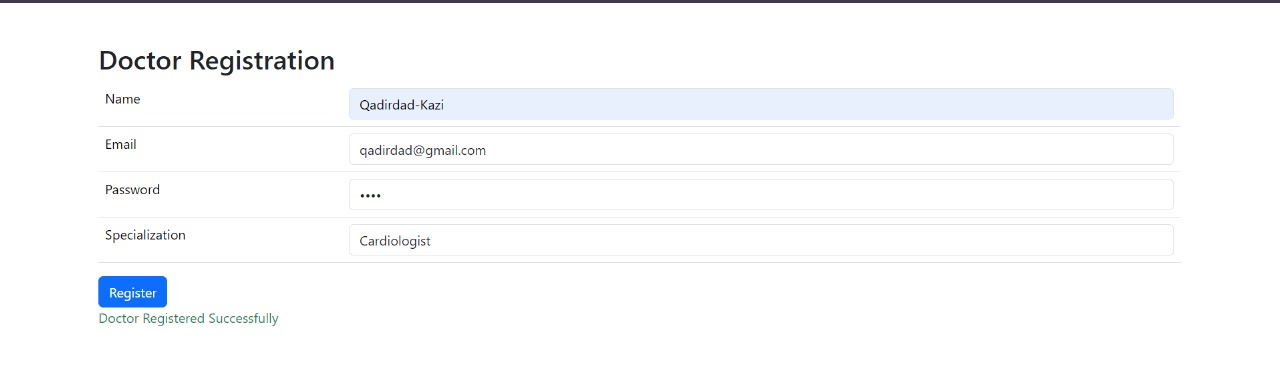 Doctor Registration
Name Qadirdad-Kazi
Email qadirdad@gmail.com
Password ••••
Specialization Cardiologist
Register
Doctor Registered Successfully